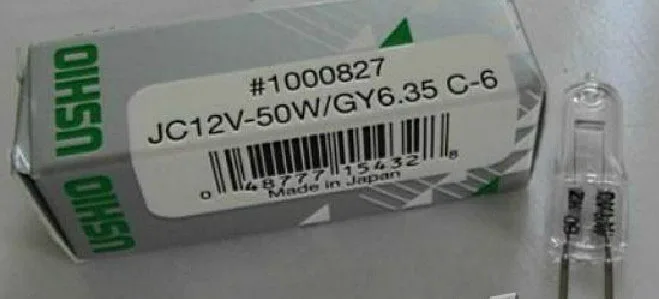 USHIO
USHIO
#1000827
JC12V-50W/GY6.35 C-6
0 48777 15432 8
Made in Japan